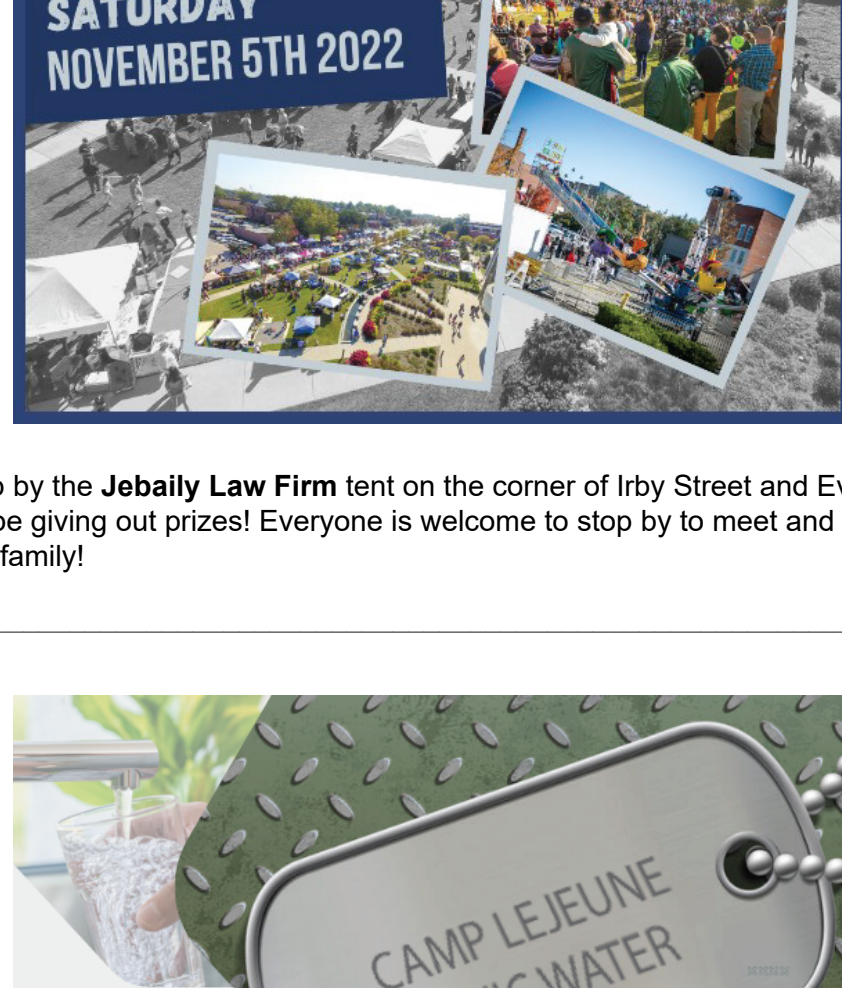 SATURDAY
NOVEMBER 5TH 2022
by the Jebaily Law Firm tent on the corner of Irby Street and
be giving out prizes! Everyone is welcome to stop by to meet and
family!
CAMP LEJEUNE
WATER